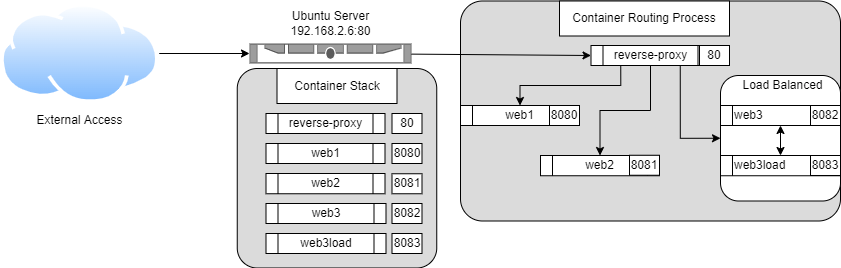 Ubuntu Server
192.168.2.6:80
External Access
Container Stack
reverse-proxy 80
web1 8080
web2 8081
web3 8082
web3load 8083
Container Routing Process
reverse-proxy 80
web1 8080
web2 8081
Load Balanced
web3 8082
web3load 8083